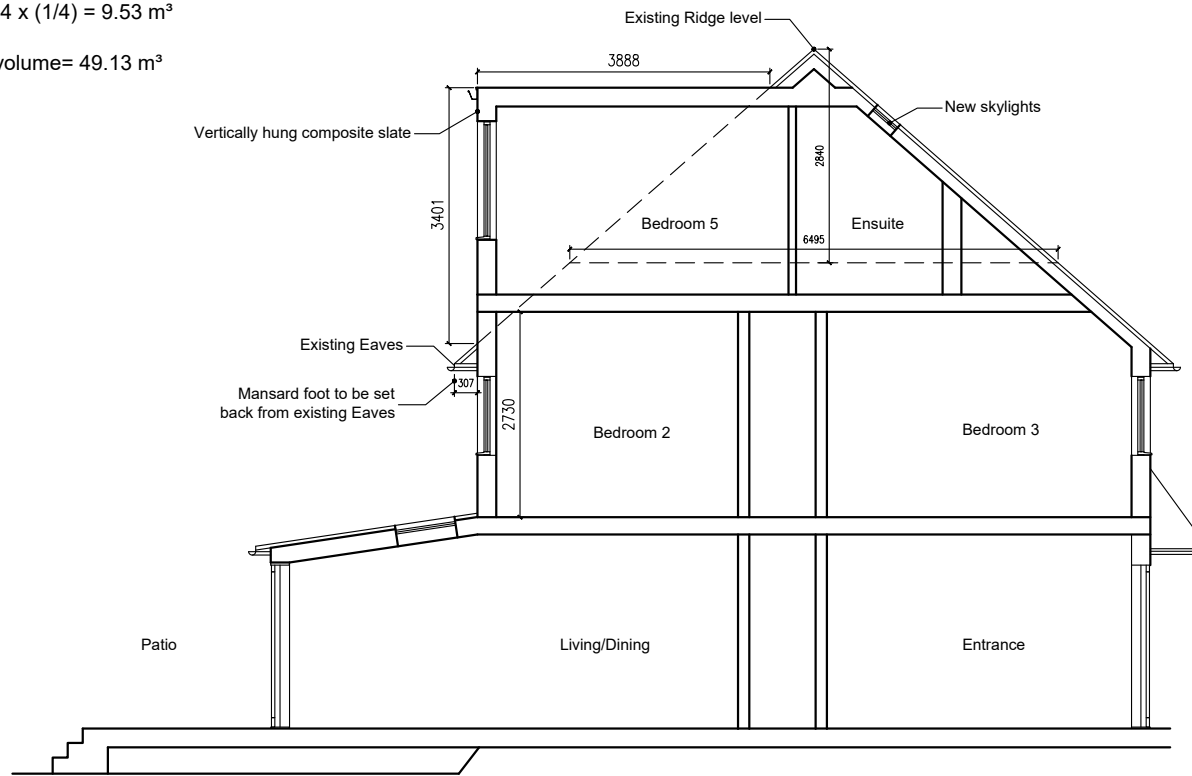 4 x (1/4) = 9.53 m³
volume= 49.13 m³
Existing Ridge level
3888
New skylights
Vertically hung composite slate
2840
3401
Bedroom 5
Ensuite
6495
Existing Eaves
307
Mansard foot to be set
back from existing Eaves
2730
Bedroom 2
Bedroom 3
Patio
Living/Dining
Entrance